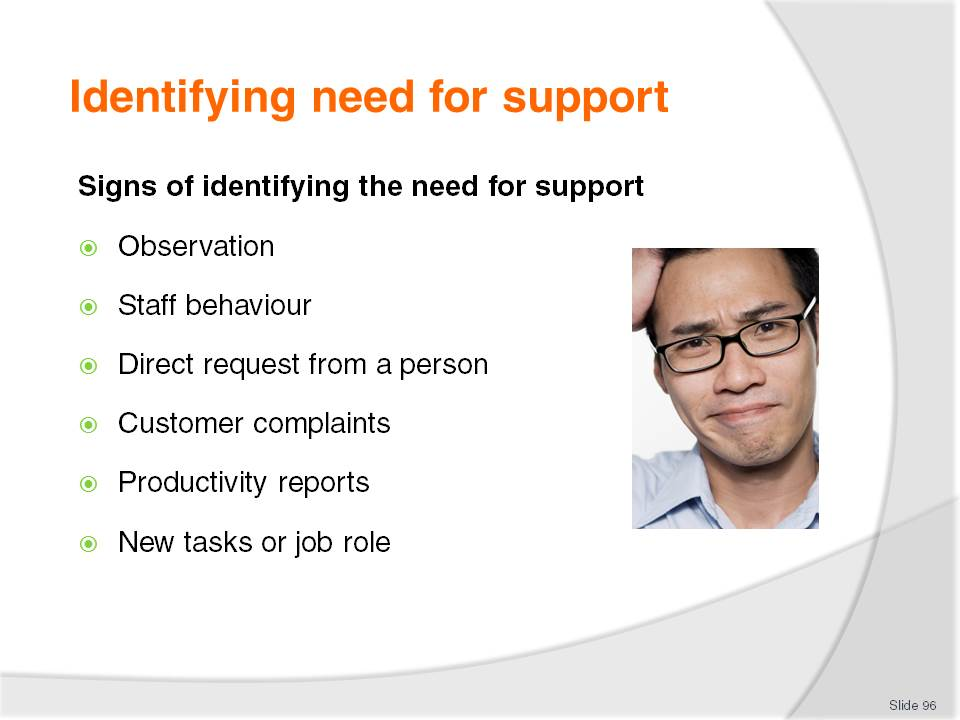 Identifying need for support
Signs of identifying the need for support
Observation
Staff behaviour
Direct request from a person
Customer complaints
Productivity reports
New tasks or job role
Slide 96